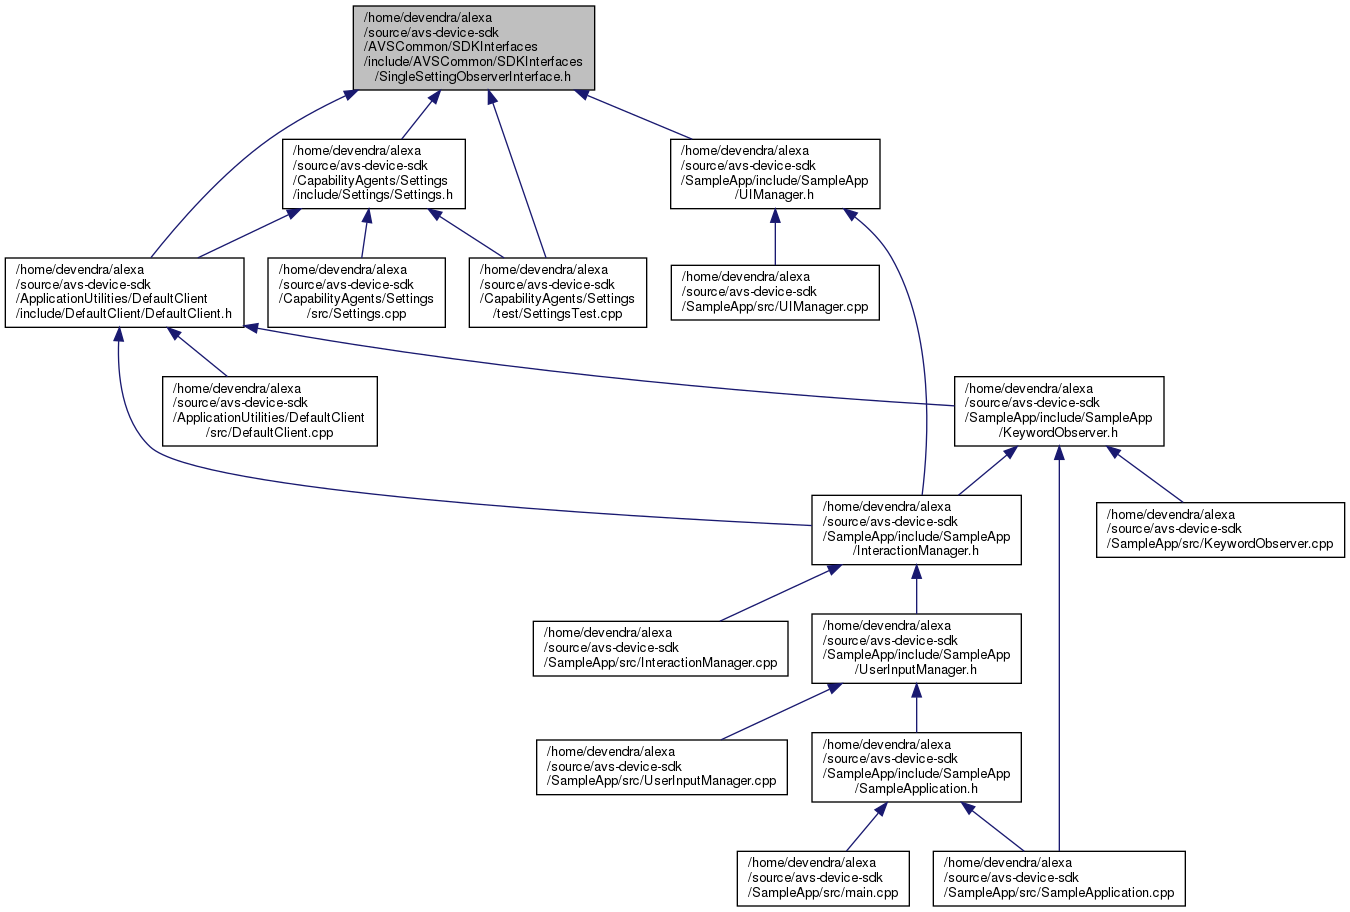 /home/devendra/alexa
/source/avs-device-sdk
/AVSCommon/SDKInterfaces
/include/AVSCommon/SDKInterfaces
/SingleSettingObserverInterface.h
/home/devendra/alexa
/source/avs-device-sdk
/CapabilityAgents/Settings
/include/Settings/Settings.h
/home/devendra/alexa
/source/avs-device-sdk
/SampleApp/include/SampleApp
/UIManager.h
/home/devendra/alexa
/source/avs-device-sdk
/ApplicationUtilities/DefaultClient
/include/DefaultClient/DefaultClient.h
/home/devendra/alexa
/source/avs-device-sdk
/CapabilityAgents/Settings
/src/Settings.cpp
/home/devendra/alexa
/source/avs-device-sdk
/CapabilityAgents/Settings
/test/SettingsTest.cpp
/home/devendra/alexa
/source/avs-device-sdk
/SampleApp/src/UIManager.cpp
/home/devendra/alexa
/source/avs-device-sdk
/ApplicationUtilities/DefaultClient
/src/DefaultClient.cpp
/home/devendra/alexa
/source/avs-device-sdk
/SampleApp/include/SampleApp
/KeywordObserver.h
/home/devendra/alexa
/source/avs-device-sdk
/SampleApp/include/SampleApp
/InteractionManager.h
/home/devendra/alexa
/source/avs-device-sdk
/SampleApp/src/KeywordObserver.cpp
/home/devendra/alexa
/source/avs-device-sdk
/SampleApp/src/InteractionManager.cpp
/home/devendra/alexa
/source/avs-device-sdk
/SampleApp/include/SampleApp
/UserInputManager.h
/home/devendra/alexa
/source/avs-device-sdk
/SampleApp/src/UserInputManager.cpp
/home/devendra/alexa
/source/avs-device-sdk
/SampleApp/include/SampleApp
/SampleApplication.h
/home/devendra/alexa
/source/avs-device-sdk
/SampleApp/src/main.cpp
/home/devendra/alexa
/source/avs-device-sdk
/SampleApp/src/SampleApplication.cpp